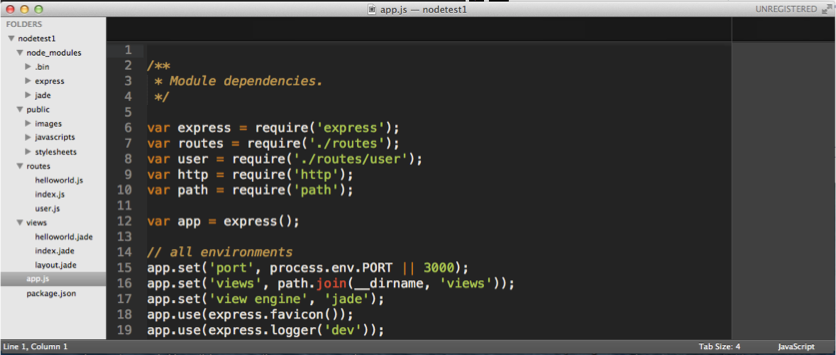 app.js — nodetest1
UNREGISTERED
FOLDERS
nodetest1
node_modules
.bin
express
jade
public
images
javascripts
stylesheets
routes
helloworld.js
index.js
user.js
views
helloworld.jade
index.jade
layout.jade
app.js
package.json
1
2 /**
3  * Module dependencies.
4  */
5
6 var express = require('express');
7 var routes = require('./routes');
8 var user = require('./routes/user');
9 var http = require('http');
10 var path = require('path');
11
12 var app = express();
13
14 // all environments
15 app.set('port', process.env.PORT || 3000);
16 app.set('views', path.join(__dirname, 'views'));
17 app.set('view engine', 'jade');
18 app.use(express.favicon());
19 app.use(express.logger('dev'));
Line 1, Column 1
Tab Size: 4
JavaScript